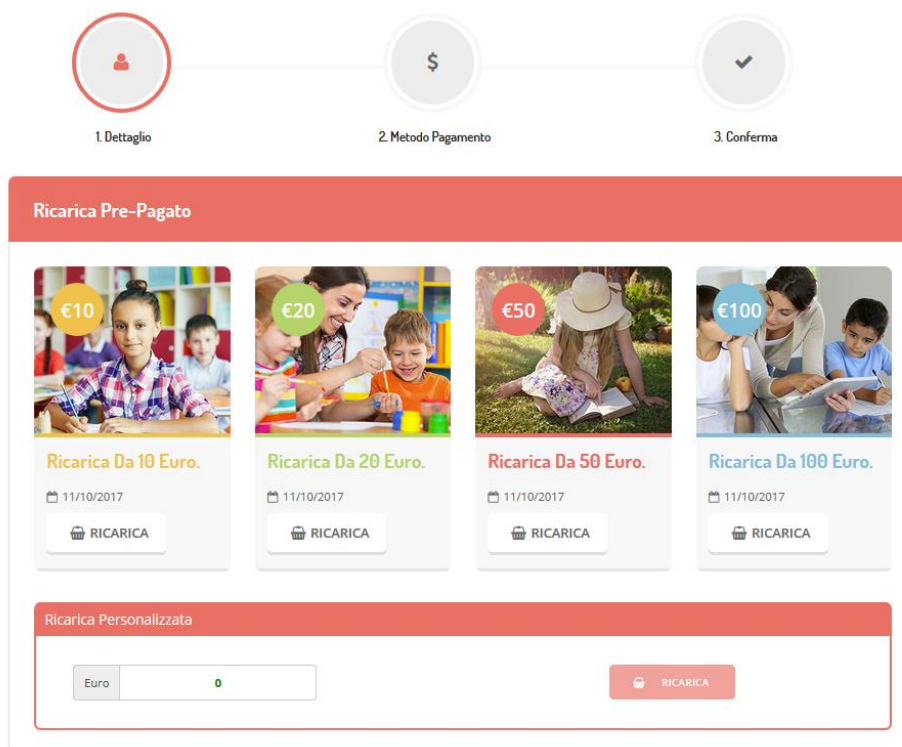 $
1. Dettaglio
2. Metodo Pagamento
3. Conferma
Ricarica Pre-Pagato
€10
€20
€50
€100
Ricarica Da 10 Euro.
Ricarica Da 20 Euro.
Ricarica Da 50 Euro.
Ricarica Da 100 Euro.
11/10/2017
11/10/2017
11/10/2017
11/10/2017
RICARICA
RICARICA
RICARICA
RICARICA
Ricarica Personalizzata
Euro
0
RICARICA